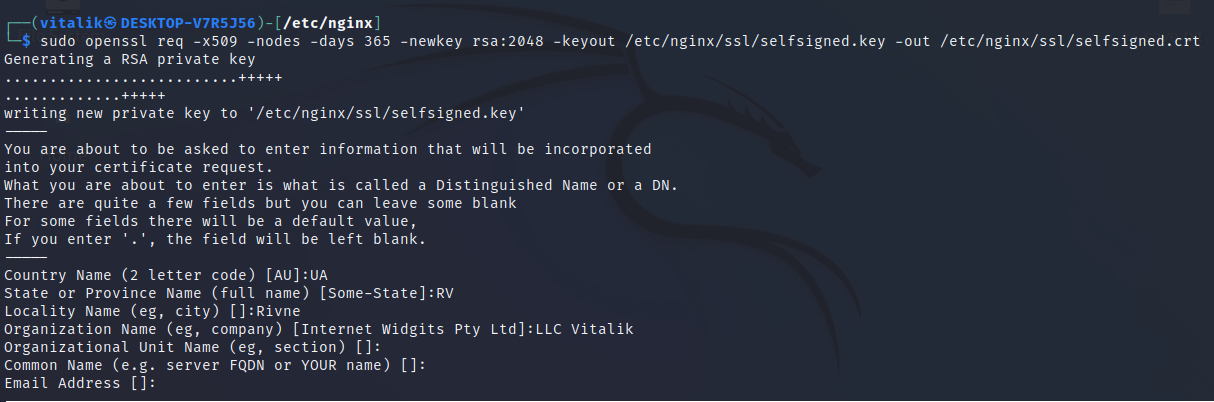 ┌──(vitalik㉿DESKTOP-V7R5J56)-[/etc/nginx]
└─$ sudo openssl req -x509 -nodes -days 365 -newkey rsa:2048 -keyout /etc/nginx/ssl/selfsigned.key -out /etc/nginx/ssl/selfsigned.crt
Generating a RSA private key
..........................+++++
.............+++++
writing new private key to '/etc/nginx/ssl/selfsigned.key'
-----
You are about to be asked to enter information that will be incorporated
into your certificate request.
What you are about to enter is what is called a Distinguished Name or a DN.
There are quite a few fields but you can leave some blank
For some fields there will be a default value,
If you enter '.', the field will be left blank.
-----
Country Name (2 letter code) [AU]:UA
State or Province Name (full name) [Some-State]:RV
Locality Name (eg, city) []:Rivne
Organization Name (eg, company) [Internet Widgits Pty Ltd]:LLC Vitalik
Organizational Unit Name (eg, section) []:
Common Name (e.g. server FQDN or YOUR name) []:
Email Address []: